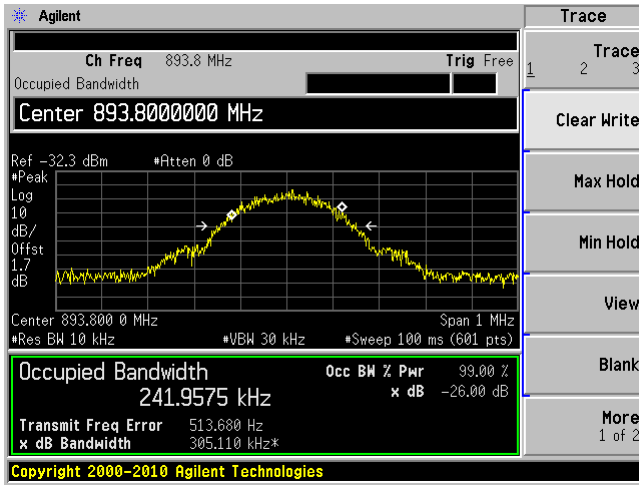 Agilent
Trace
Ch Freq 893.8 MHz Trig Free
Occupied Bandwidth
Center 893.8000000 MHz
Ref -32.3 dBm #Atten 0 dB
#Peak
Log
10
dB/
Offst
1.7
dB
Center 893.800 0 MHz Span 1 MHz
#Res BW 10 kHz #VBW 30 kHz #Sweep 100 ms (601 pts)
Occupied Bandwidth
241.9575 kHz
Occ BW % Pwr 99.00 %
x dB -26.00 dB
Transmit Freq Error 513.680 Hz
x dB Bandwidth 305.110 kHz*
Copyright 2000-2010 Agilent Technologies
Trace
1 2 3
Clear Write
Max Hold
Min Hold
View
Blank
More
1 of 2